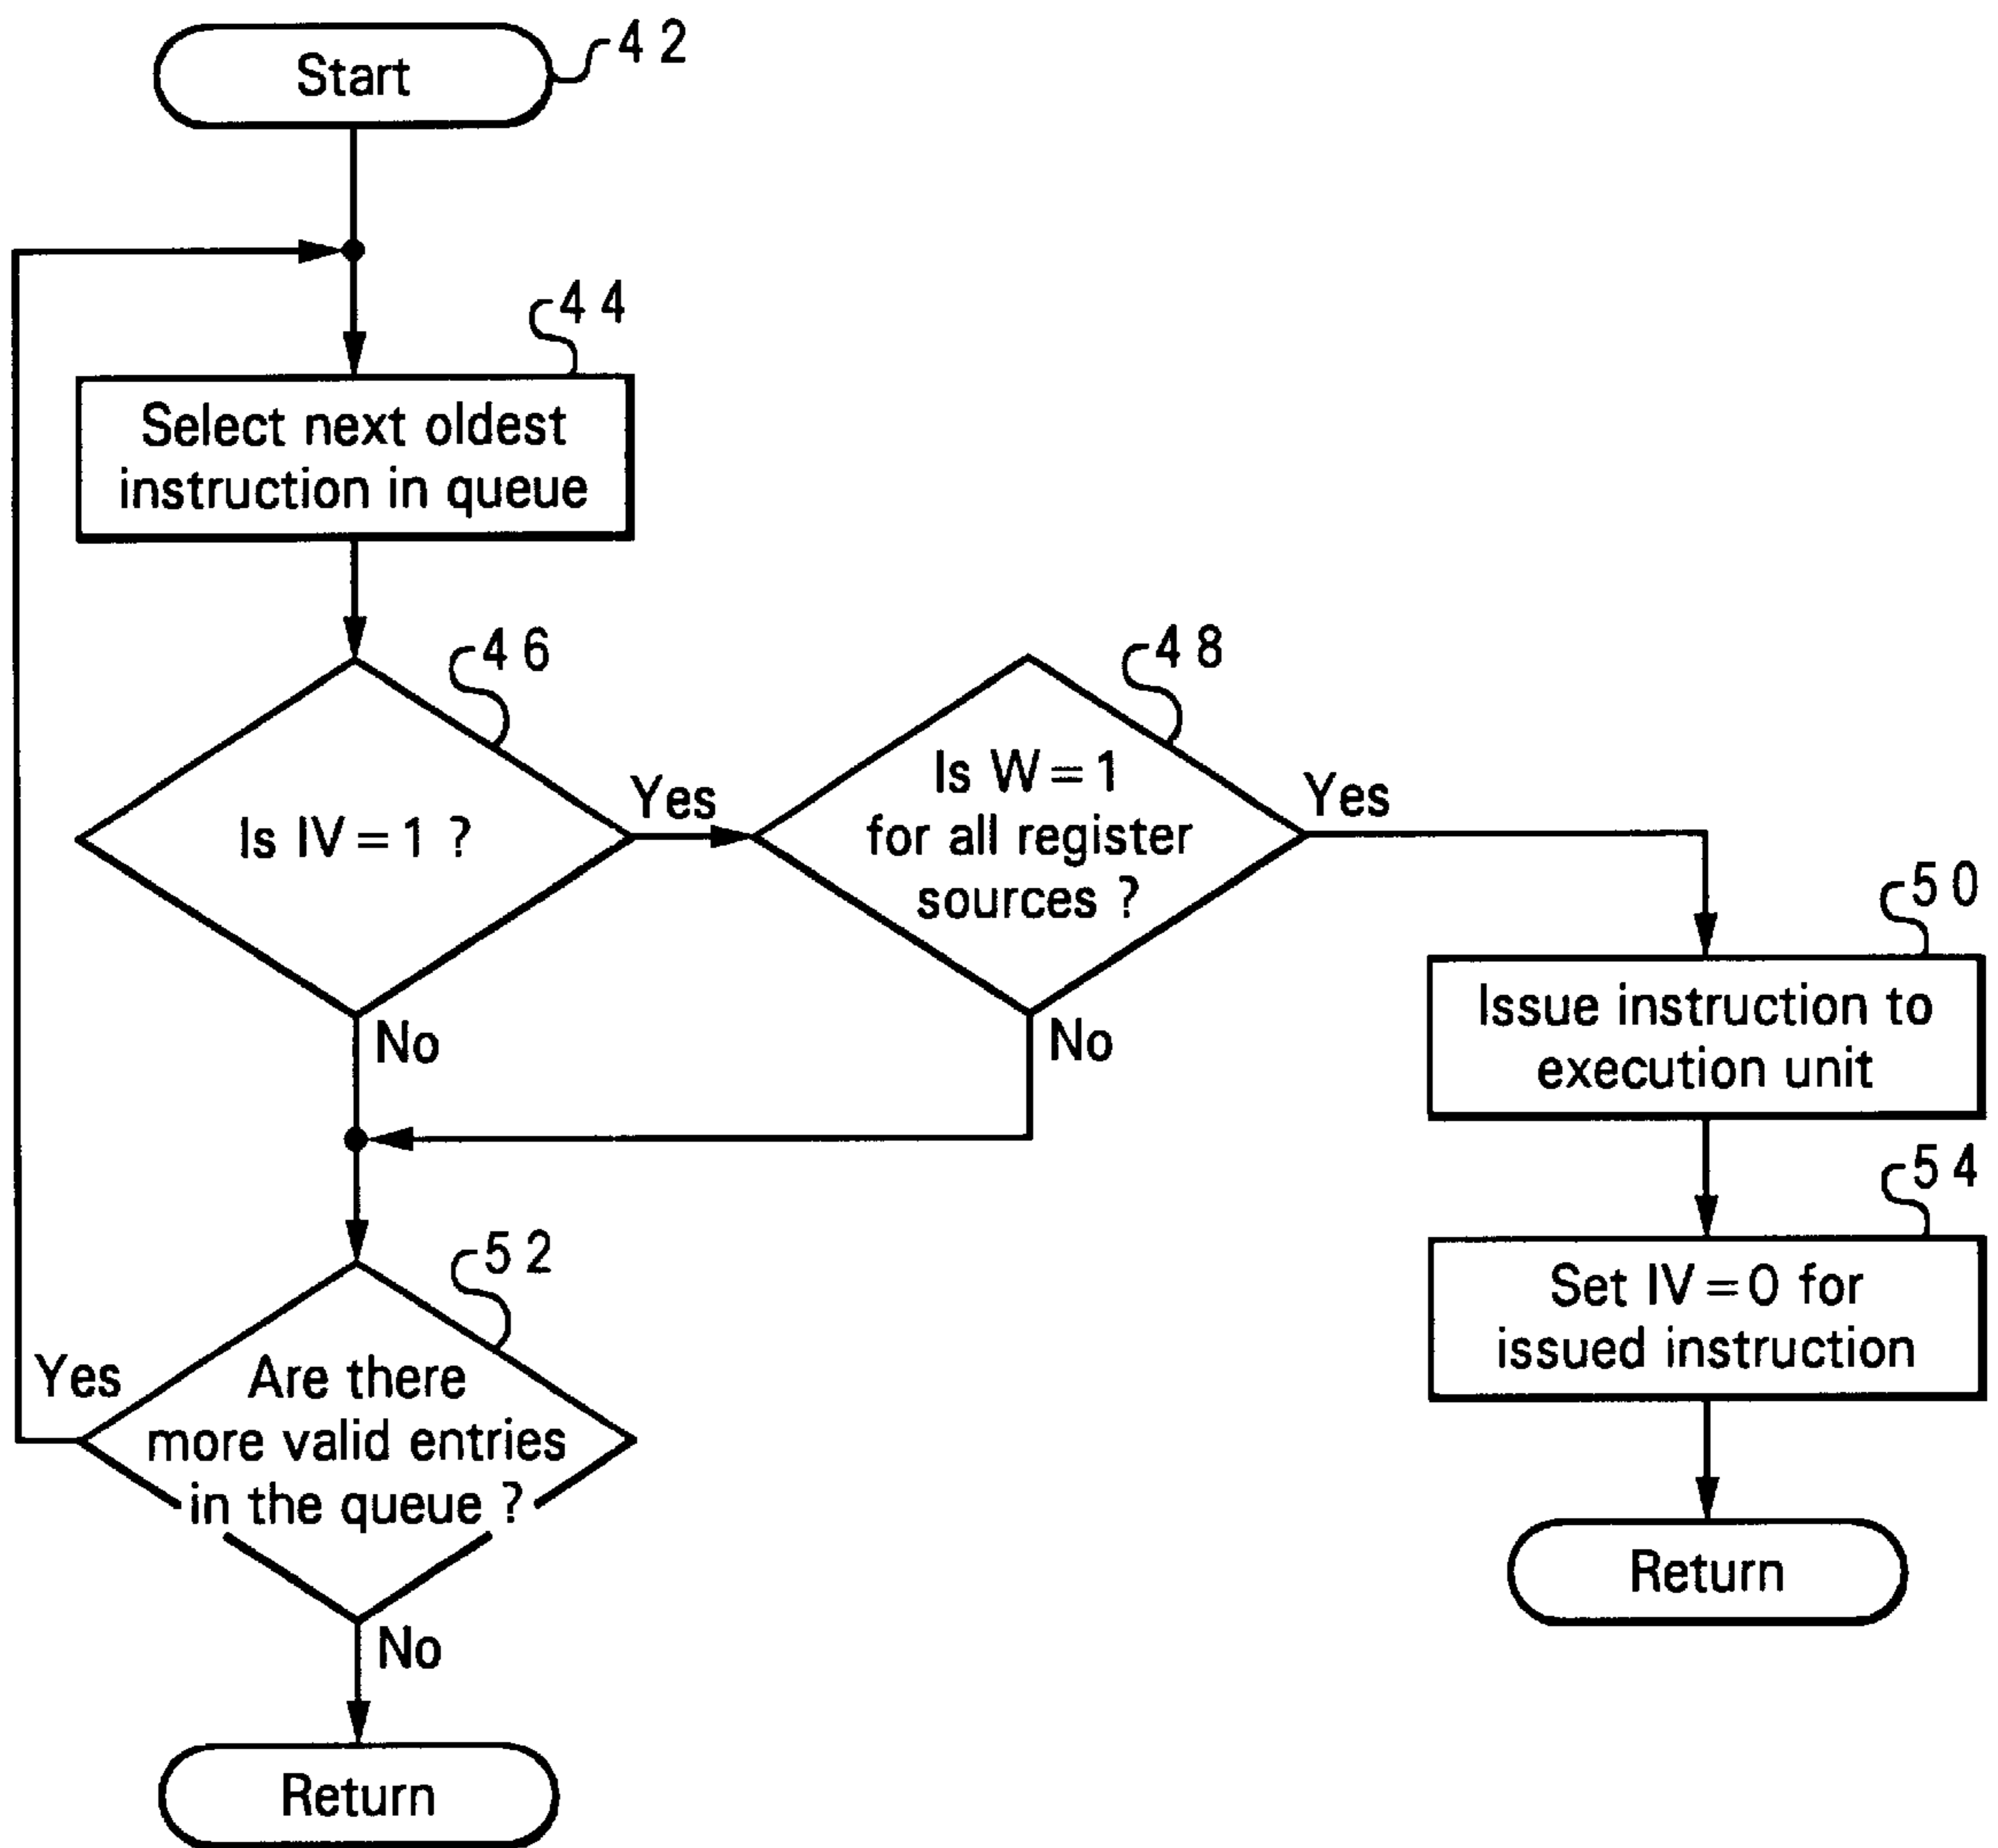 Start
42
44
Select next oldest
instruction in queue
46
Is IV = 1 ?
Yes
No
48
Is W = 1
for all register
sources ?
Yes
No
50
Issue instruction to
execution unit
54
Set IV = 0 for
issued instruction
Return
52
Are there
more valid entries
in the queue ?
Yes
No
Return